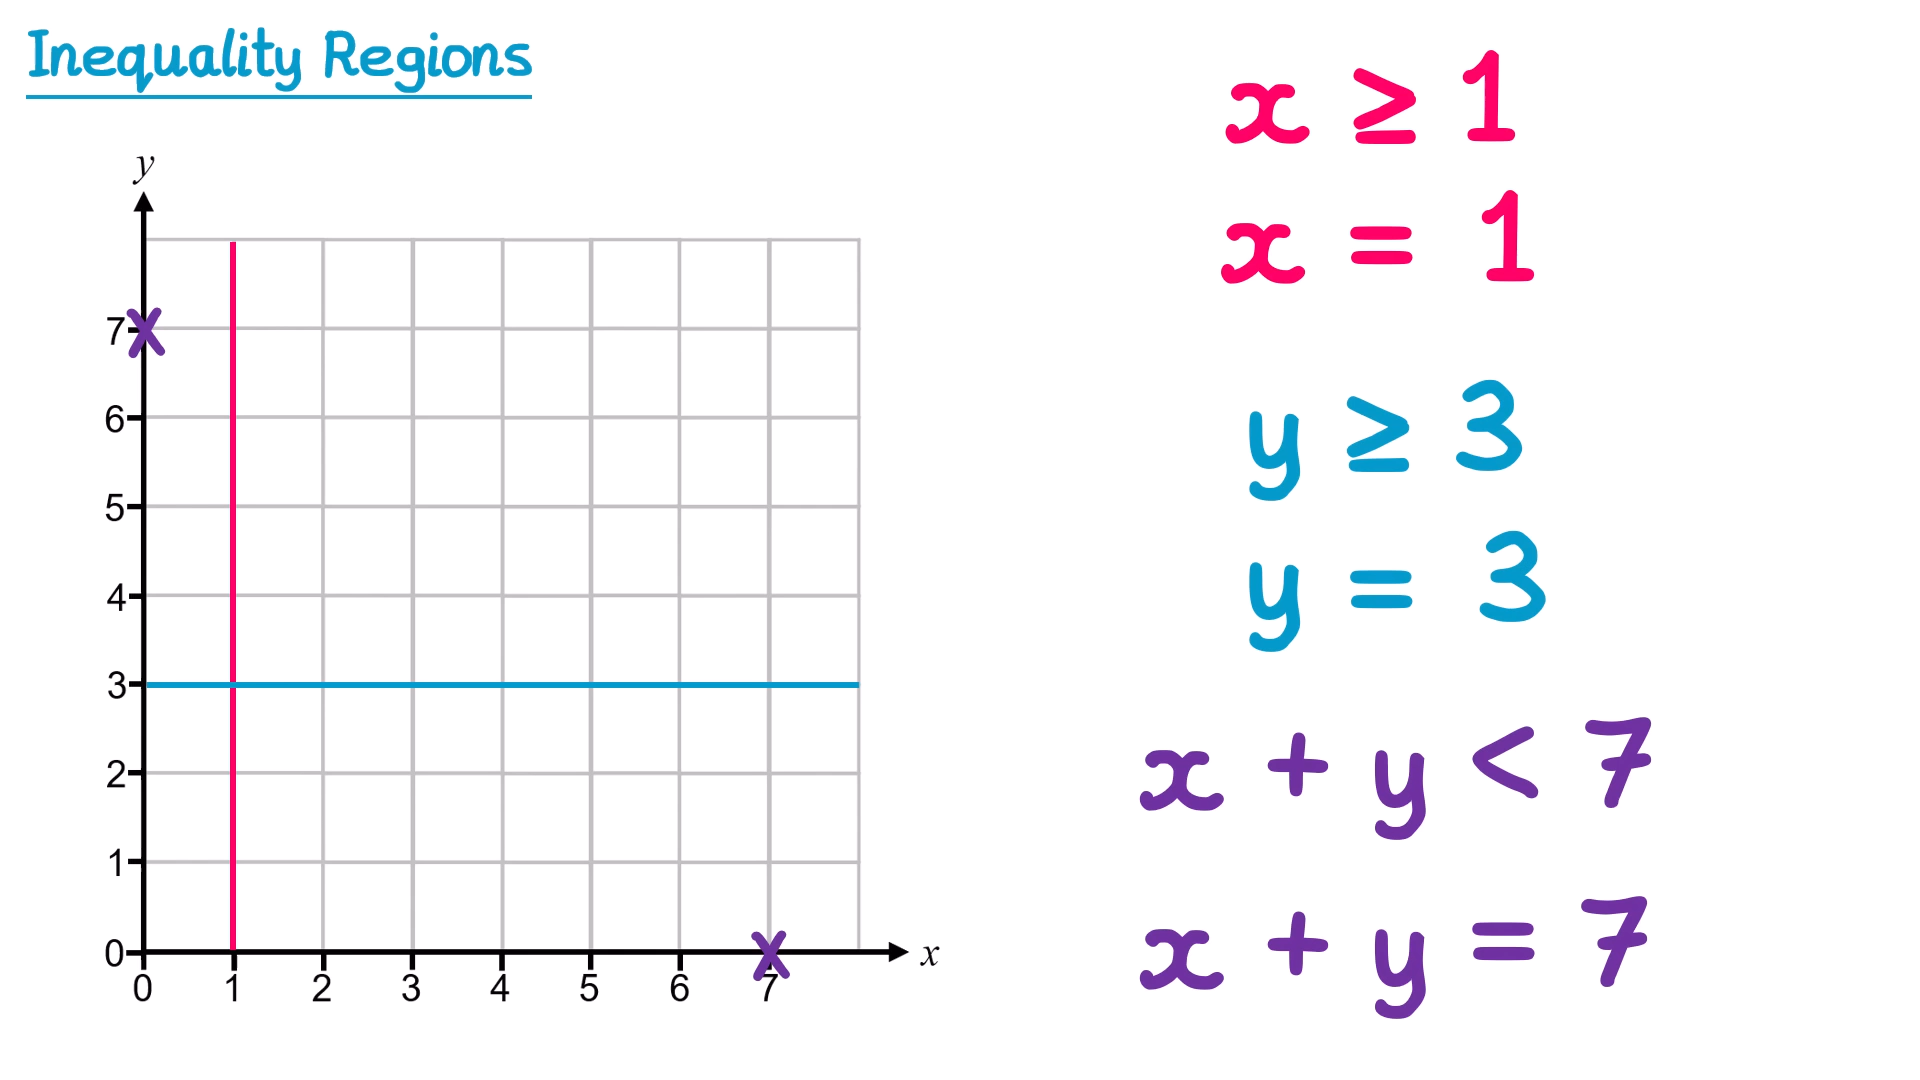 Inequality Regions
x ≥ 1
x = 1
y ≥ 3
y = 3
x + y < 7
x + y = 7
y
7
6
5
4
3
2
1
0
0 1 2 3 4 5 6 7 x